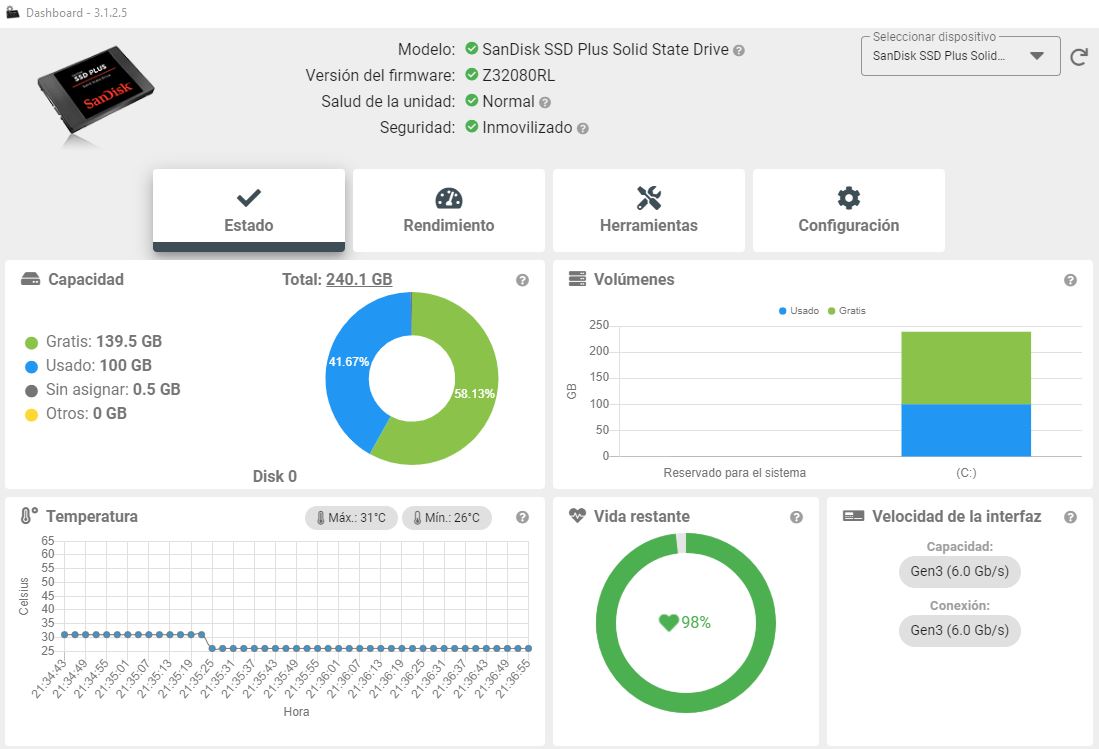 Dashboard - 3.1.2.5
SSD PLUS
SanDisk
Modelo: SanDisk SSD Plus Solid State Drive ?
Versión del firmware: Z32080RL
Salud de la unidad: Normal ?
Seguridad: Inmovilizado ?
Seleccionar dispositivo
SanDisk SSD Plus Solid...
Estado
Rendimiento
Herramientas
Configuración
Capacidad
Total: 240.1 GB
?
Gratis: 139.5 GB
Usado: 100 GB
Sin asignar: 0.5 GB
Otros: 0 GB
41.67%
58.13%
Disk 0
Volúmenes
?
Usado Gratis
250
200
150
100
50
0
GB
Reservado para el sistema
(C:)
Temperatura
Máx.: 31°C
Mín.: 26°C
?
65
60
55
50
45
40
35
30
25
Celsius
21:34:43
21:34:49
21:34:55
21:35:01
21:35:07
21:35:13
21:35:19
21:35:25
21:35:31
21:35:37
21:35:43
21:35:49
21:35:55
21:36:01
21:36:07
21:36:13
21:36:19
21:36:25
21:36:31
21:36:37
21:36:43
21:36:49
21:36:55
Hora
Vida restante
?
98%
Velocidad de la interfaz
?
Capacidad:
Gen3 (6.0 Gb/s)
Conexión:
Gen3 (6.0 Gb/s)